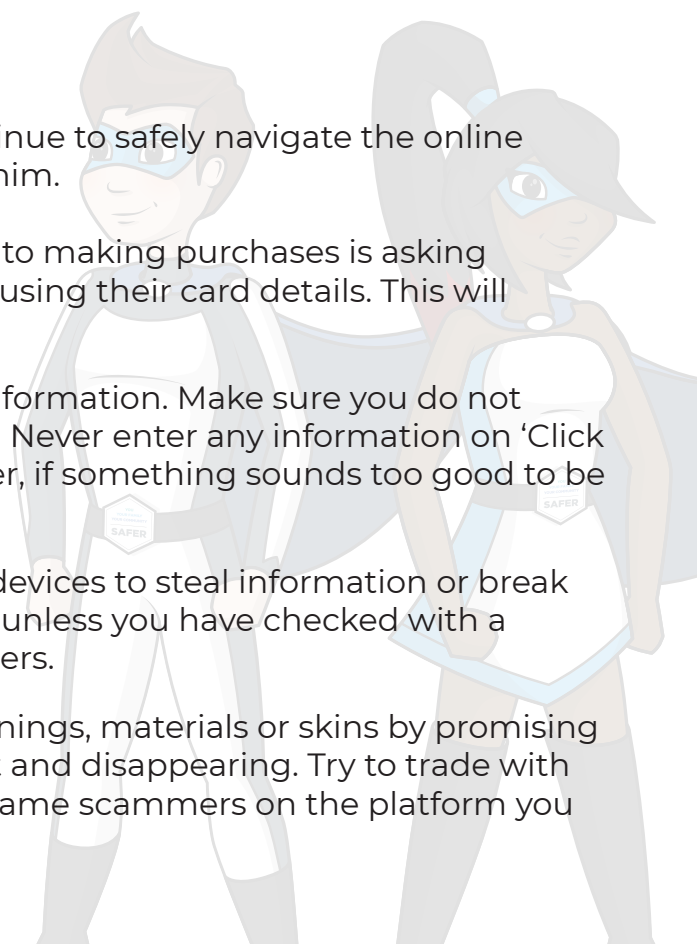 inue to safely navigate the online
him.
to making purchases is asking
using their card details. This will
formation. Make sure you do not
Never enter any information on ‘Click
er, if something sounds too good to be
devices to steal information or break
unless you have checked with a
ers.
nings, materials or skins by promising
and disappearing. Try to trade with
ame scammers on the platform you
SAFER
SAFER